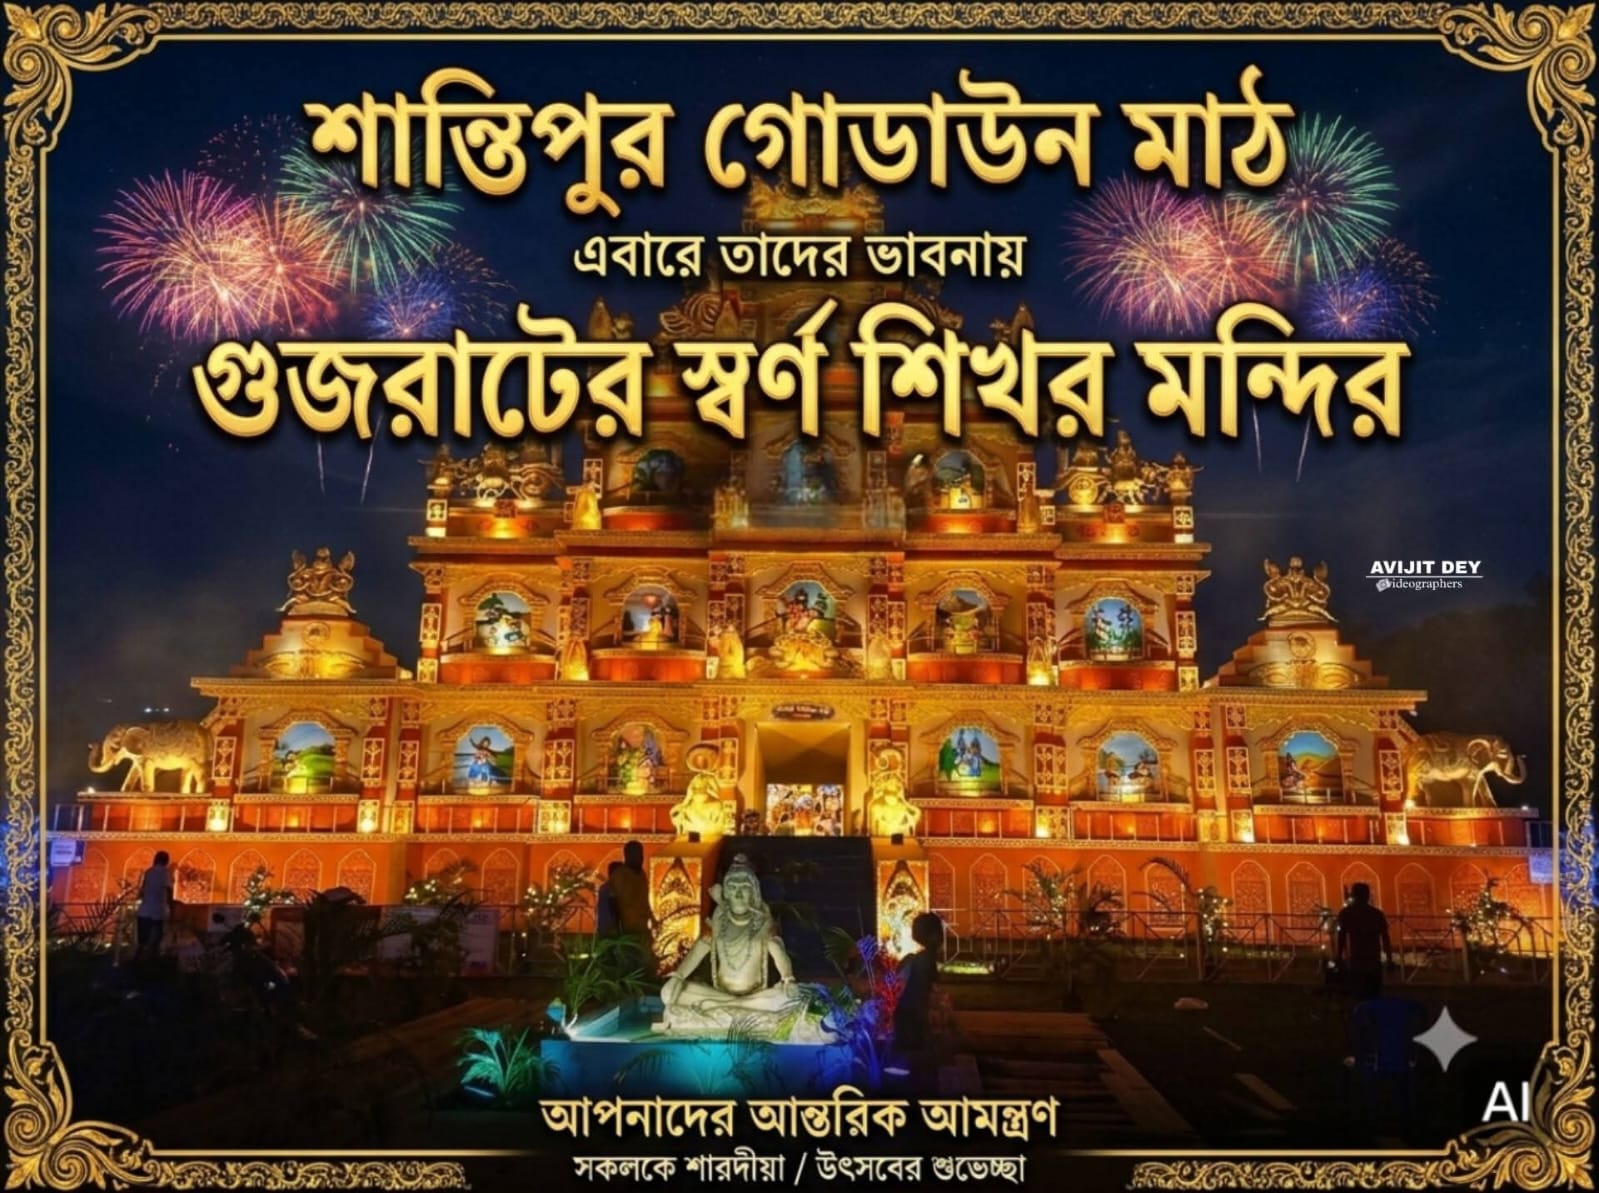 শান্তিপুর গোডাউন মাঠ
এবারে তাদের ভাবনায়
গুজরাটের স্বর্ণ শিখর মন্দির
AVIJIT DEY
videographers
আপনাদের আন্তরিক আমন্ত্রণ
সকলকে শারদীয়া / উৎসবের শুভেচ্ছা
AI